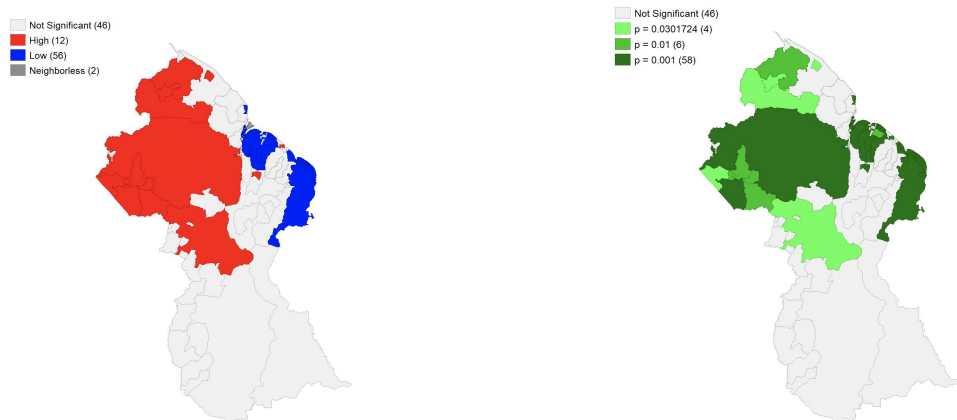 Not Significant (46)
High (12)
Low (56)
Neighborless (2)
Not Significant (46)
p = 0.0301724 (4)
p = 0.01 (6)
p = 0.001 (58)